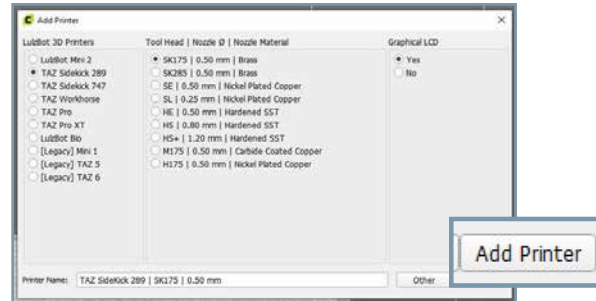 Add Printer
LulzBot 3D Printers
Tool Head | Nozzle Ø | Nozzle Material
Graphical LCD
LulzBot Mini 2
TAZ Sidekick 289
TAZ Sidekick 747
TAZ Workhorse
TAZ Pro
TAZ Pro XT
LulzBot Bio
[Legacy] Mini 1
[Legacy] TAZ 5
[Legacy] TAZ 6
SK175 | 0.50 mm | Brass
SK285 | 0.50 mm | Brass
SE | 0.50 mm | Nickel Plated Copper
SL | 0.25 mm | Nickel Plated Copper
HE | 0.50 mm | Hardened SST
HS | 0.80 mm | Hardened SST
HS+ | 1.20 mm | Hardened SST
M175 | 0.50 mm | Carbide Coated Copper
H175 | 0.50 mm | Nickel Plated Copper
Yes
No
Printer Name: TAZ SideKick 289 | SK175 | 0.50 mm
Other
Add Printer